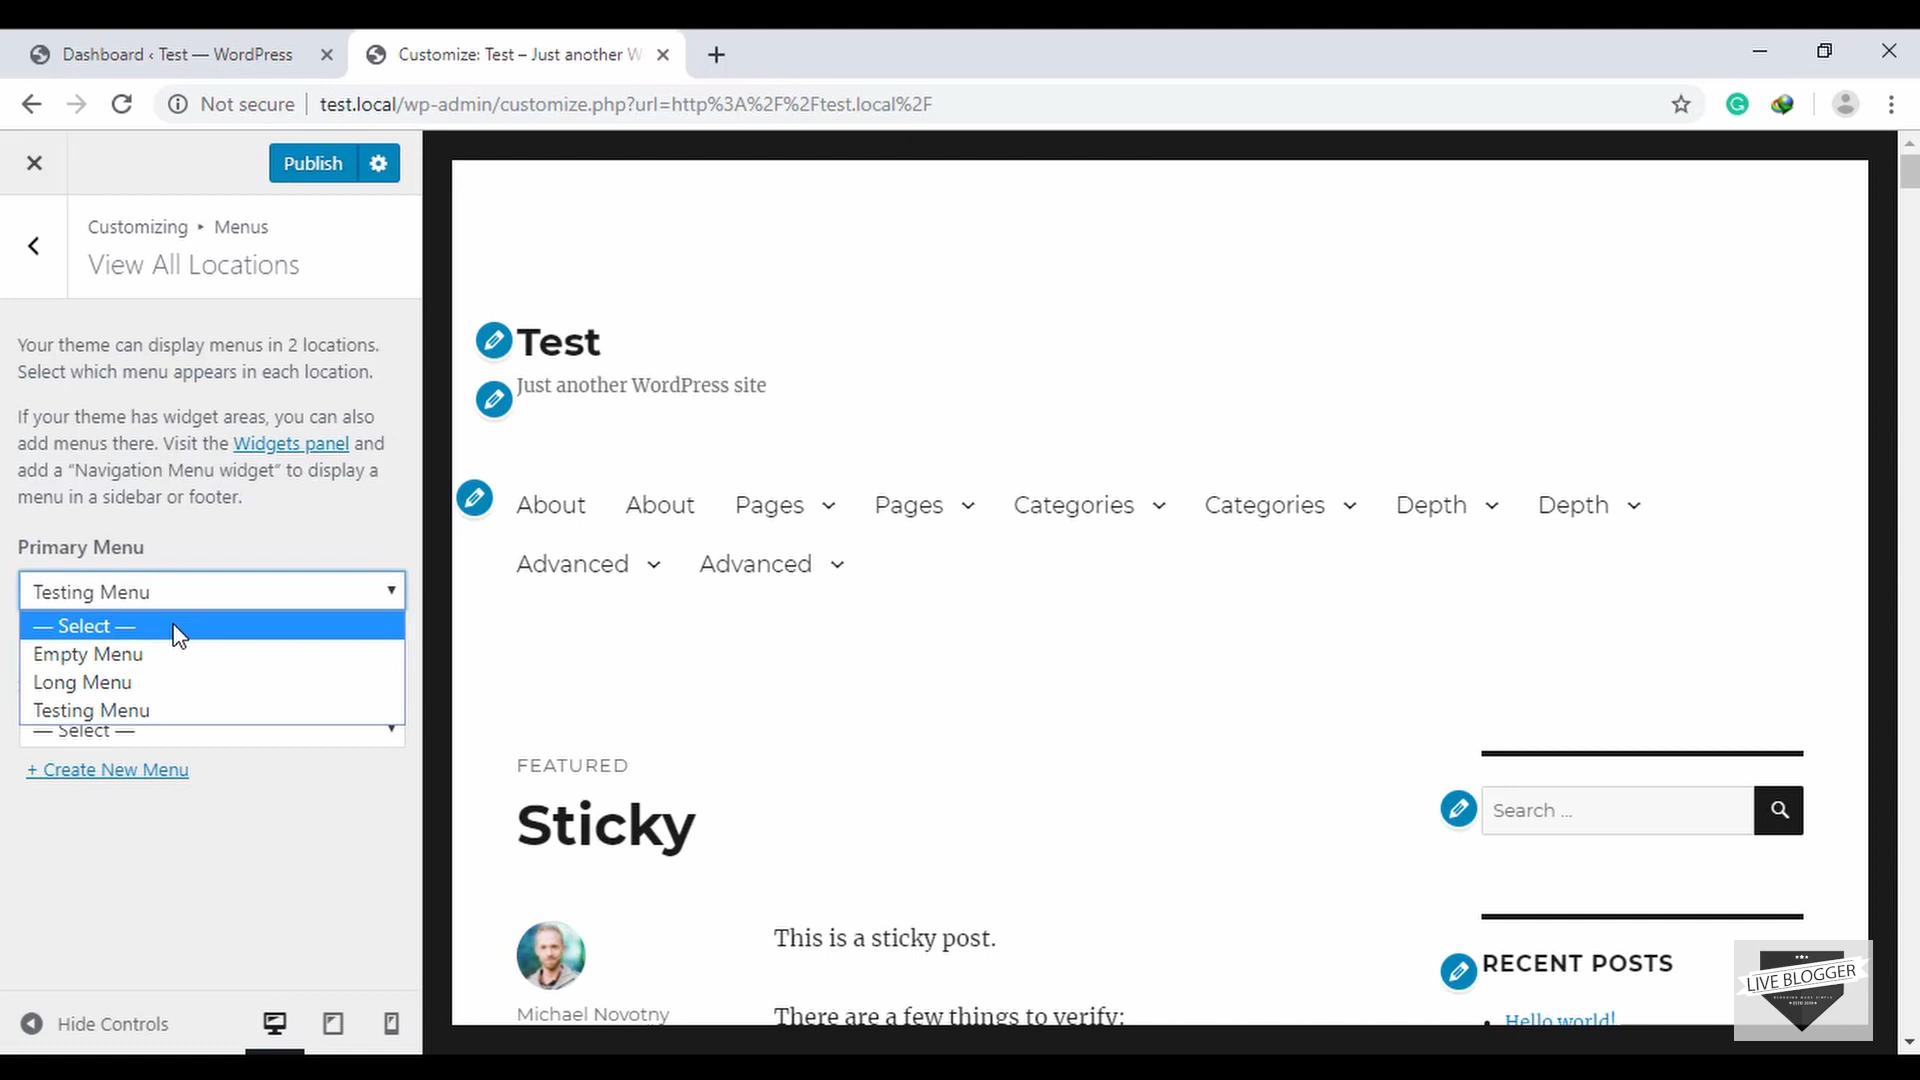 Dashboard ‹ Test — WordPress
Customize: Test – Just another W
Not secure
test.local/wp-admin/customize.php?url=http%3A%2F%2Ftest.local%2F
Publish
Customizing ▸ Menus
View All Locations
Your theme can display menus in 2 locations.
Select which menu appears in each location.
If your theme has widget areas, you can also
add menus there. Visit the Widgets panel and
add a “Navigation Menu widget” to display a
menu in a sidebar or footer.
Primary Menu
Testing Menu
— Select —
Empty Menu
Long Menu
Testing Menu
— Select —
+ Create New Menu
Hide Controls
Test
Just another WordPress site
About About Pages Pages Categories Categories Depth Depth
Advanced Advanced
FEATURED
Sticky
This is a sticky post.
Michael Novotny
There are a few things to verify:
Search ...
RECENT POSTS
Hello world!
LIVE BLOGGER